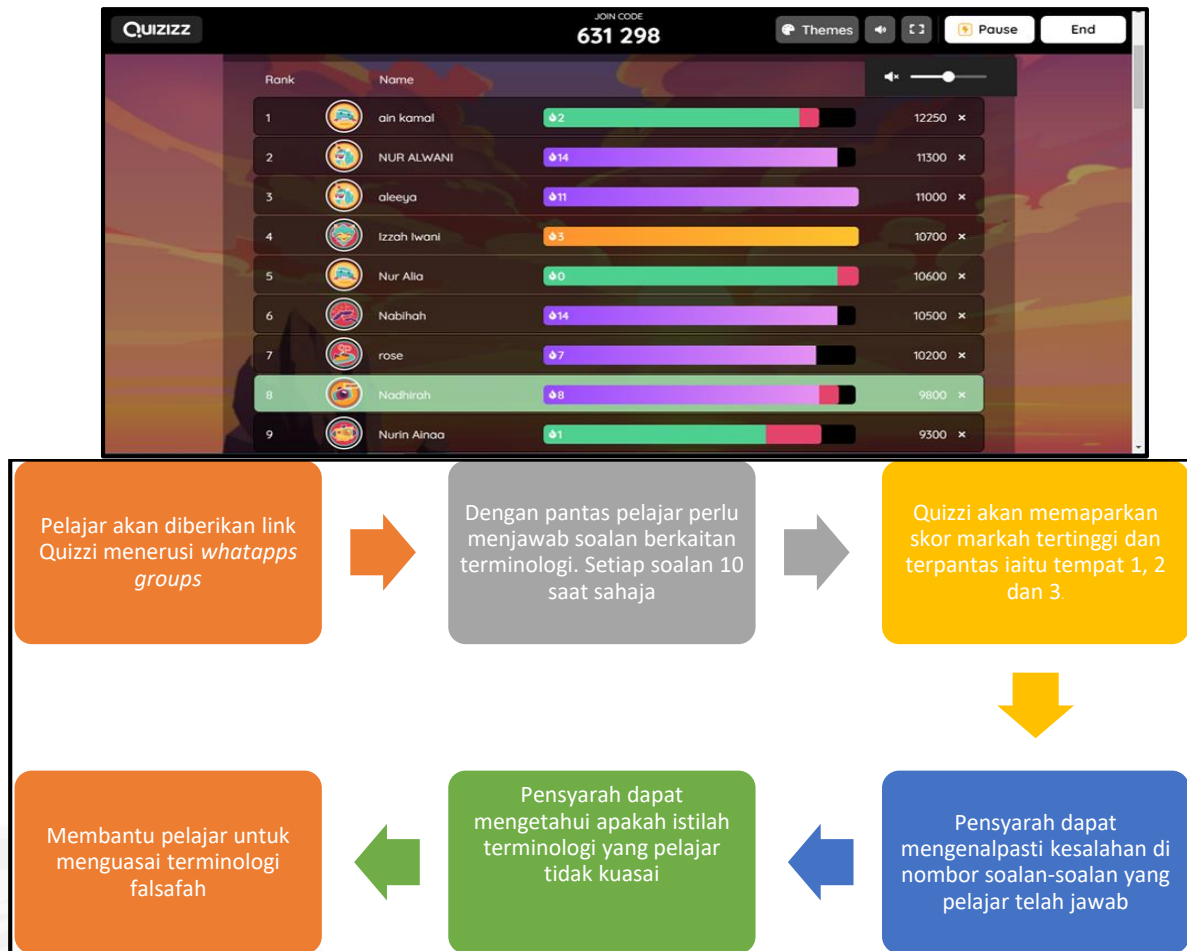 QUIZIZZ
JOIN CODE
631 298
Themes
Pause
End
Rank Name
1 ain kamal 2 12250 ×
2 NUR ALWANI 14 11300 ×
3 aleeya 11 11000 ×
4 Izzah Iwani 3 10700 ×
5 Nur Alia 0 10600 ×
6 Nabihah 14 10500 ×
7 rose 7 10200 ×
8 Nadhirah 8 9800 ×
9 Nurin Ainaa 1 9300 ×
Pelajar akan diberikan link
Quizzi menerusi whatapps
groups
Dengan pantas pelajar perlu
menjawab soalan berkaitan
terminologi. Setiap soalan 10
saat sahaja
Quizzi akan memaparkan
skor markah tertinggi dan
terpantas iaitu tempat 1, 2
dan 3.
Pensyarah dapat
mengenalpasti kesalahan di
nombor soalan-soalan yang
pelajar telah jawab
Pensyarah dapat
mengetahui apakah istilah
terminologi yang pelajar
tidak kuasai
Membantu pelajar untuk
menguasai terminologi
falsafah